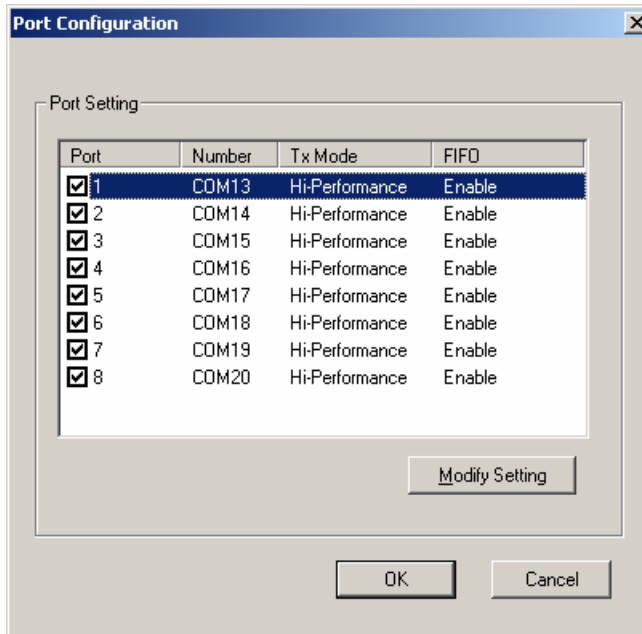 Port Configuration
Port Setting
Port Number Tx Mode FIFO
1 COM13 Hi-Performance Enable
2 COM14 Hi-Performance Enable
3 COM15 Hi-Performance Enable
4 COM16 Hi-Performance Enable
5 COM17 Hi-Performance Enable
6 COM18 Hi-Performance Enable
7 COM19 Hi-Performance Enable
8 COM20 Hi-Performance Enable
Modify Setting
OK Cancel